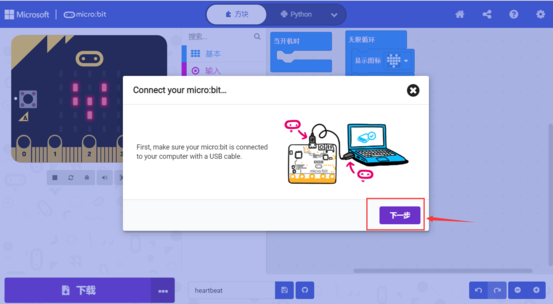 Microsoft
micro:bit
方块
Python
搜索...
基本
输入
当开机时
无限循环
显示图标
Connect your micro:bit...
First, make sure your micro:bit is connected
to your computer with a USB cable.
下一步
0
1
2
3
下载
heartbeat